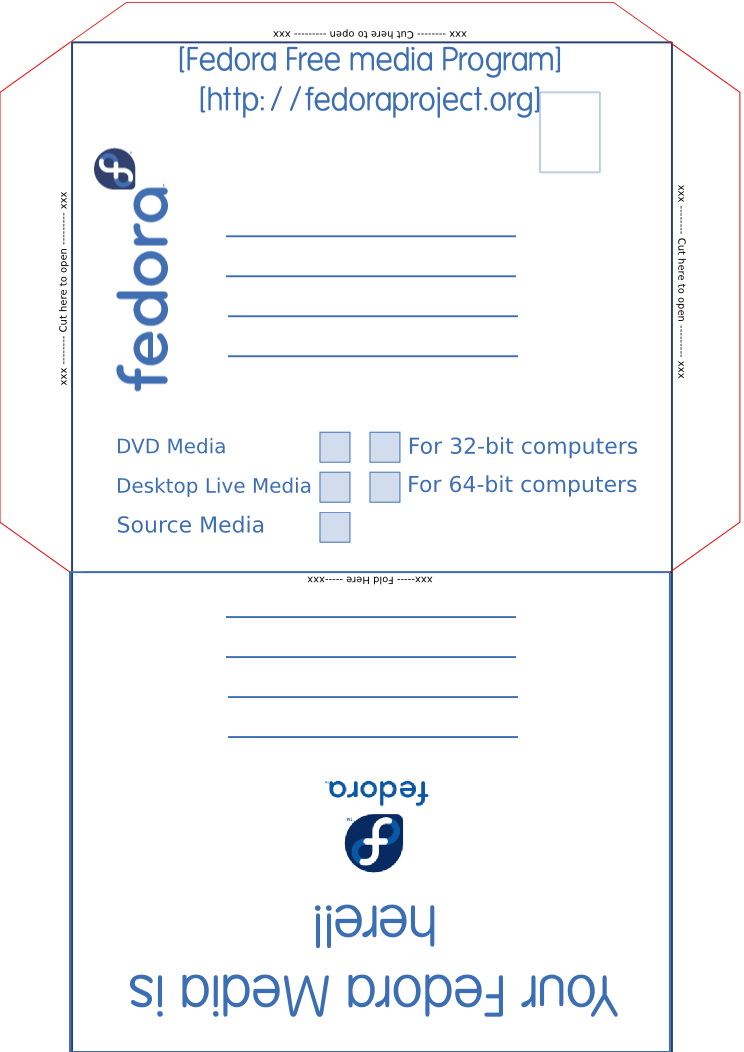 xxx -------- Cut here to open --------- xxx
[Fedora Free media Program]
[http://fedoraproject.org]
fedora
xxx --------- Cut here to open --------- xxx
xxx --------- Cut here to open --------- xxx
DVD Media
For 32-bit computers
Desktop Live Media
For 64-bit computers
Source Media
xxx----- Fold Here -----xxx
Your Fedora Media is
here!!
TM
fedora